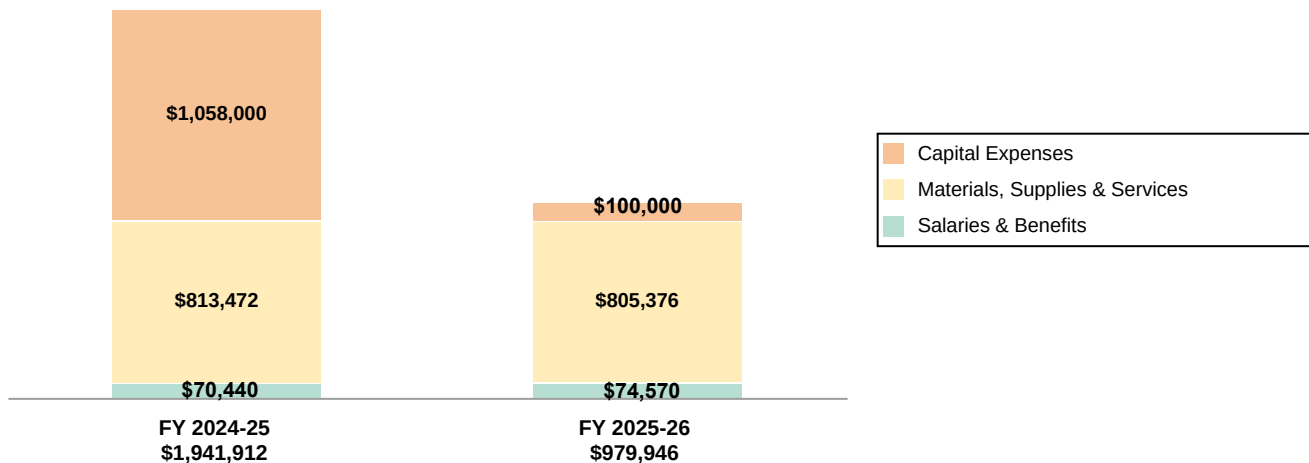 $1,058,000
$813,472
$70,440
FY 2024-25
$1,941,912
$100,000
$805,376
$74,570
FY 2025-26
$979,946
Capital Expenses
Materials, Supplies & Services
Salaries & Benefits